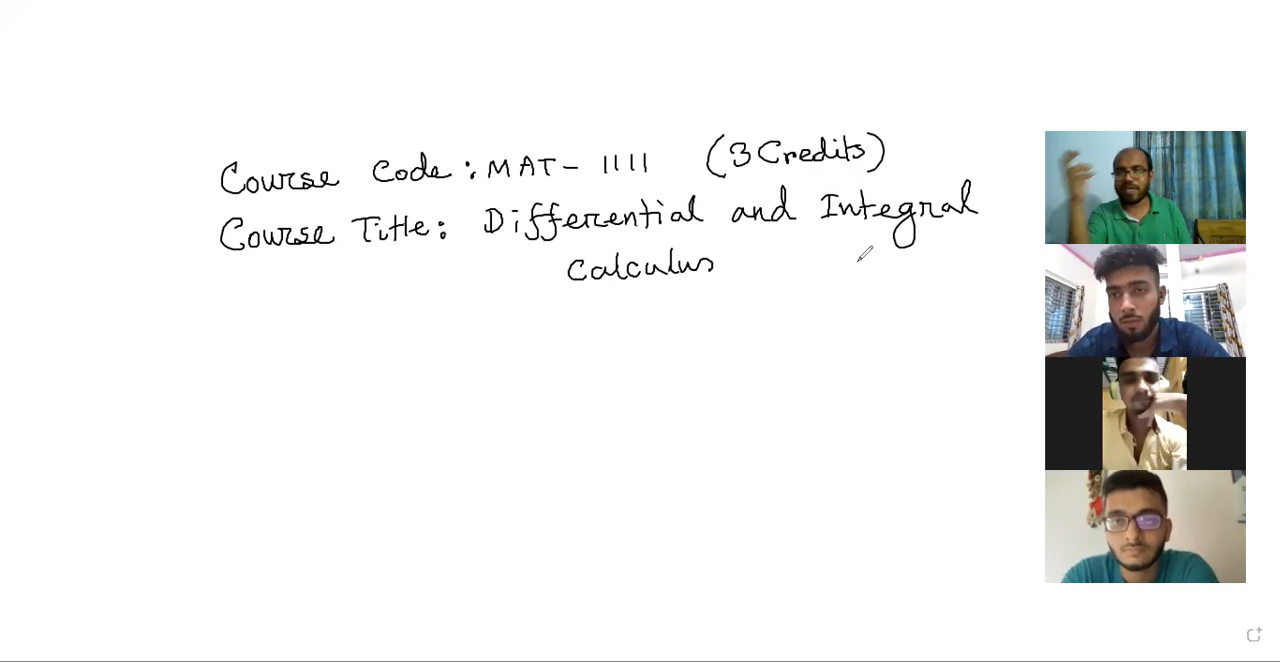 Course Code: MAT- 1111 (3 Credits)
Course Title: Differential and Integral
Calculus